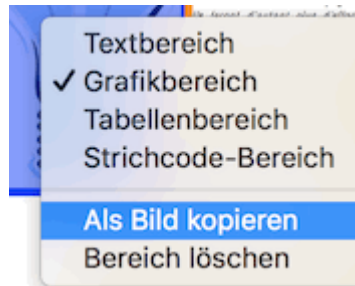 Textbereich
✓ Grafikbereich
Tabellenbereich
Strichcode-Bereich
Als Bild kopieren
Bereich löschen